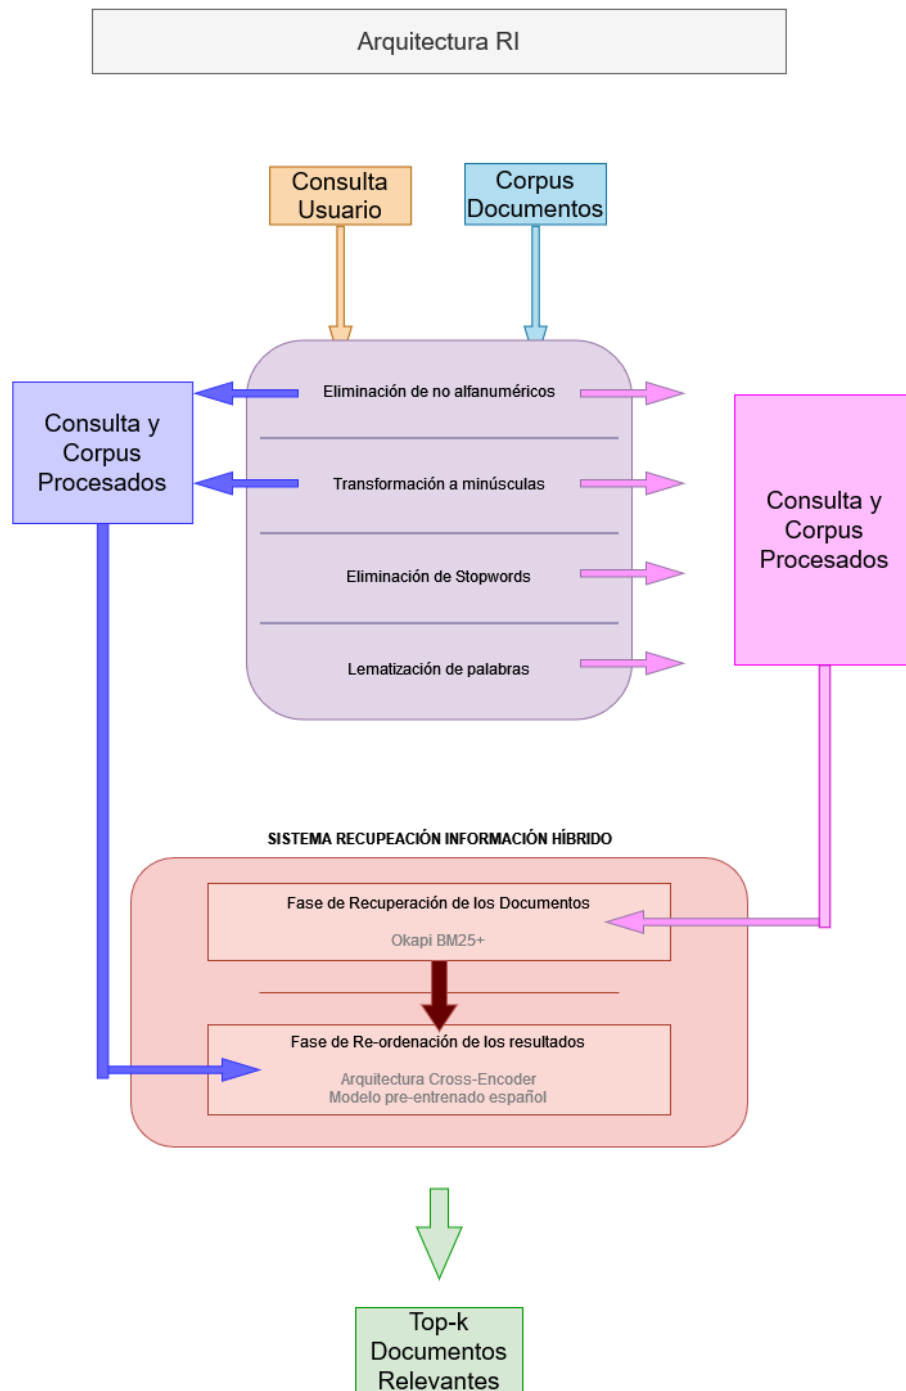 Arquitectura RI
Consulta
Usuario
Corpus
Documentos
Eliminación de no alfanuméricos
Transformación a minúsculas
Eliminación de Stopwords
Lematización de palabras
Consulta y
Corpus
Procesados
Consulta y
Corpus
Procesados
SISTEMA RECUPEACIÓN INFORMACIÓN HÍBRIDO
Fase de Recuperación de los Documentos
Okapi BM25+
Fase de Re-ordenación de los resultados
Arquitectura Cross-Encoder
Modelo pre-entrenado español
Top-k
Documentos
Relevantes